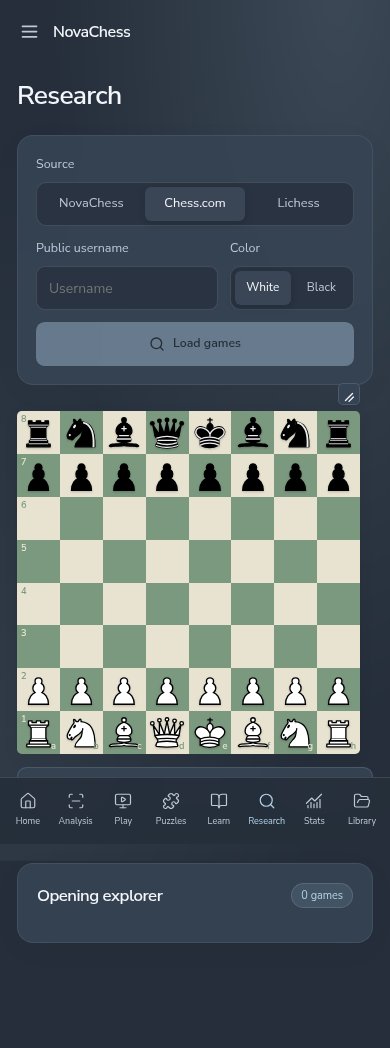 NovaChess
Research
Source
NovaChess Chess.com Lichess
Public username Color
Username White Black
Load games
8
7
6
5
4
3
2
1
a b c d e f g h
Home Analysis Play Puzzles Learn Research Stats Library
Opening explorer 0 games